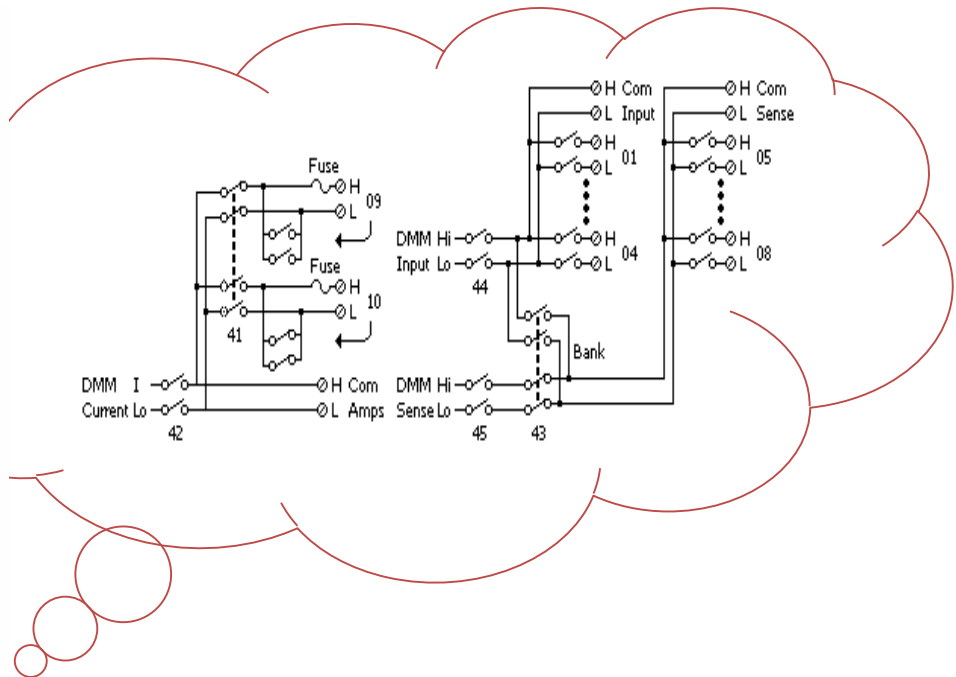 Fuse
H
L
09
Fuse
H
L
10
41
DMM I
Current Lo
42
H Com
L Amps
H Com
L Input
H
L
01
DMM Hi
Input Lo
44
H
L
04
Bank
DMM Hi
Sense Lo
45
43
H Com
L Sense
H
L
05
H
L
08